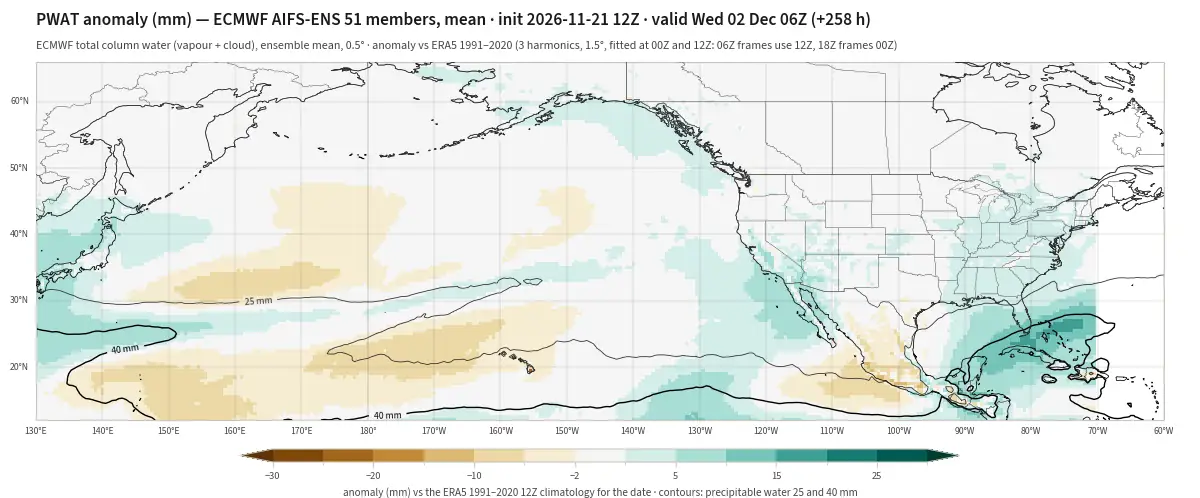 PWAT anomaly (mm) — ECMWF AIFS-ENS 51 members, mean · init 2026-11-21 12Z · valid Wed 02 Dec 06Z (+258 h)
ECMWF total column water (vapour + cloud), ensemble mean, 0.5° · anomaly vs ERA5 1991–2020 (3 harmonics, 1.5°, fitted at 00Z and 12Z: 06Z frames use 12Z, 18Z frames 00Z)
60°N
50°N
40°N
30°N
20°N
25 mm
40 mm
40 mm
130°E 140°E 150°E 160°E 170°E 180° 170°W 160°W 150°W 140°W 130°W 120°W 110°W 100°W 90°W 80°W 70°W 60°W
−30 −20 −10 −2 5 15 25
anomaly (mm) vs the ERA5 1991–2020 12Z climatology for the date · contours: precipitable water 25 and 40 mm